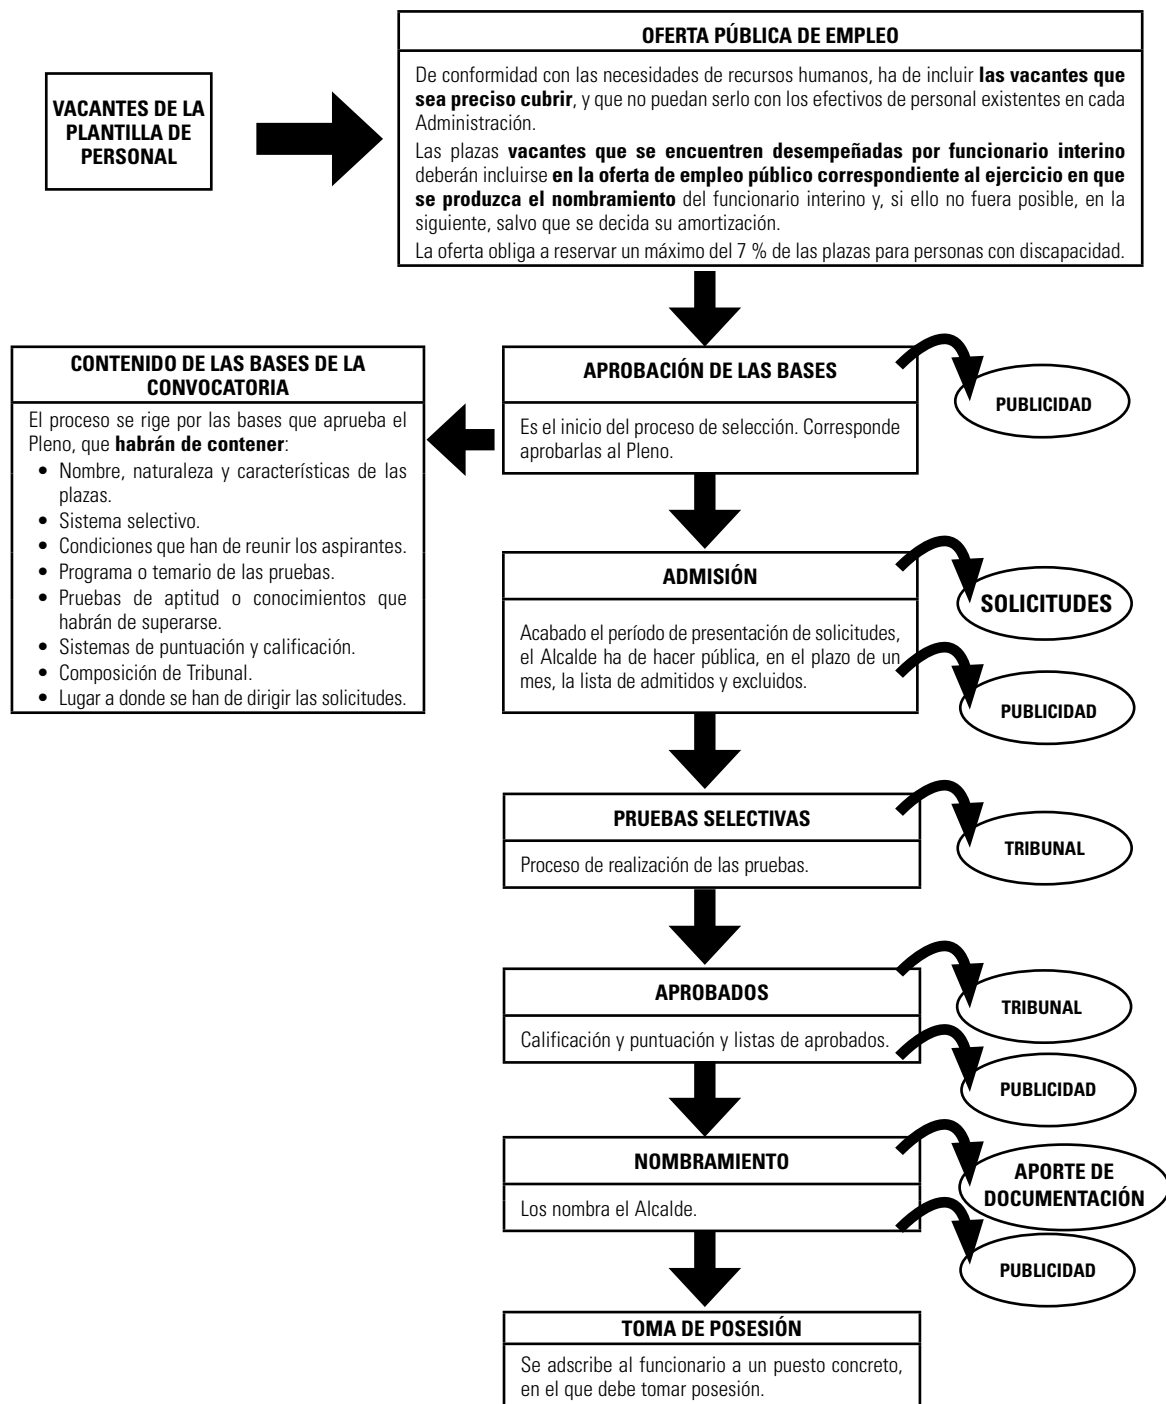 VACANTES DE LA
PLANTILLA DE
PERSONAL
OFERTA PÚBLICA DE EMPLEO
De conformidad con las necesidades de recursos humanos, ha de incluir las vacantes que
sea preciso cubrir, y que no puedan serlo con los efectivos de personal existentes en cada
Administración.
Las plazas vacantes que se encuentren desempeñadas por funcionario interino
deberán incluirse en la oferta de empleo público correspondiente al ejercicio en que
se produzca el nombramiento del funcionario interino y, si ello no fuera posible, en la
siguiente, salvo que se decida su amortización.
La oferta obliga a reservar un máximo del 7 % de las plazas para personas con discapacidad.
APROBACIÓN DE LAS BASES
Es el inicio del proceso de selección. Corresponde
aprobarlas al Pleno.
PUBLICIDAD
CONTENIDO DE LAS BASES DE LA
CONVOCATORIA
El proceso se rige por las bases que aprueba el
Pleno, que habrán de contener:
• Nombre, naturaleza y características de las
plazas.
• Sistema selectivo.
• Condiciones que han de reunir los aspirantes.
• Programa o temario de las pruebas.
• Pruebas de aptitud o conocimientos que
habrán de superarse.
• Sistemas de puntuación y calificación.
• Composición de Tribunal.
• Lugar a donde se han de dirigir las solicitudes.
ADMISIÓN
Acabado el período de presentación de solicitudes,
el Alcalde ha de hacer pública, en el plazo de un
mes, la lista de admitidos y excluidos.
SOLICITUDES
PUBLICIDAD
PRUEBAS SELECTIVAS
Proceso de realización de las pruebas.
TRIBUNAL
APROBADOS
Calificación y puntuación y listas de aprobados.
TRIBUNAL
PUBLICIDAD
NOMBRAMIENTO
Los nombra el Alcalde.
APORTE DE
DOCUMENTACIÓN
PUBLICIDAD
TOMA DE POSESIÓN
Se adscribe al funcionario a un puesto concreto,
en el que debe tomar posesión.